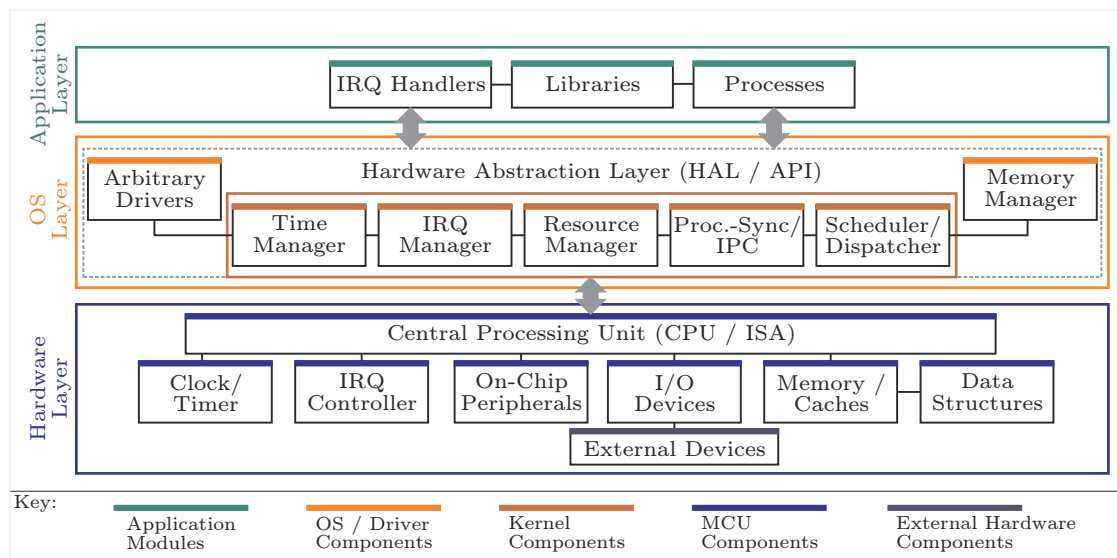 Application
Layer
IRQ Handlers
Libraries
Processes
OS
Layer
Hardware Abstraction Layer (HAL / API)
Arbitrary
Drivers
Memory
Manager
Time
Manager
IRQ
Manager
Resource
Manager
Proc.-Sync/
IPC
Scheduler/
Dispatcher
Hardware
Layer
Central Processing Unit (CPU / ISA)
Clock/
Timer
IRQ
Controller
On-Chip
Peripherals
I/O
Devices
Memory /
Caches
Data
Structures
External Devices
Key:
Application
Modules
OS / Driver
Components
Kernel
Components
MCU
Components
External Hardware
Components